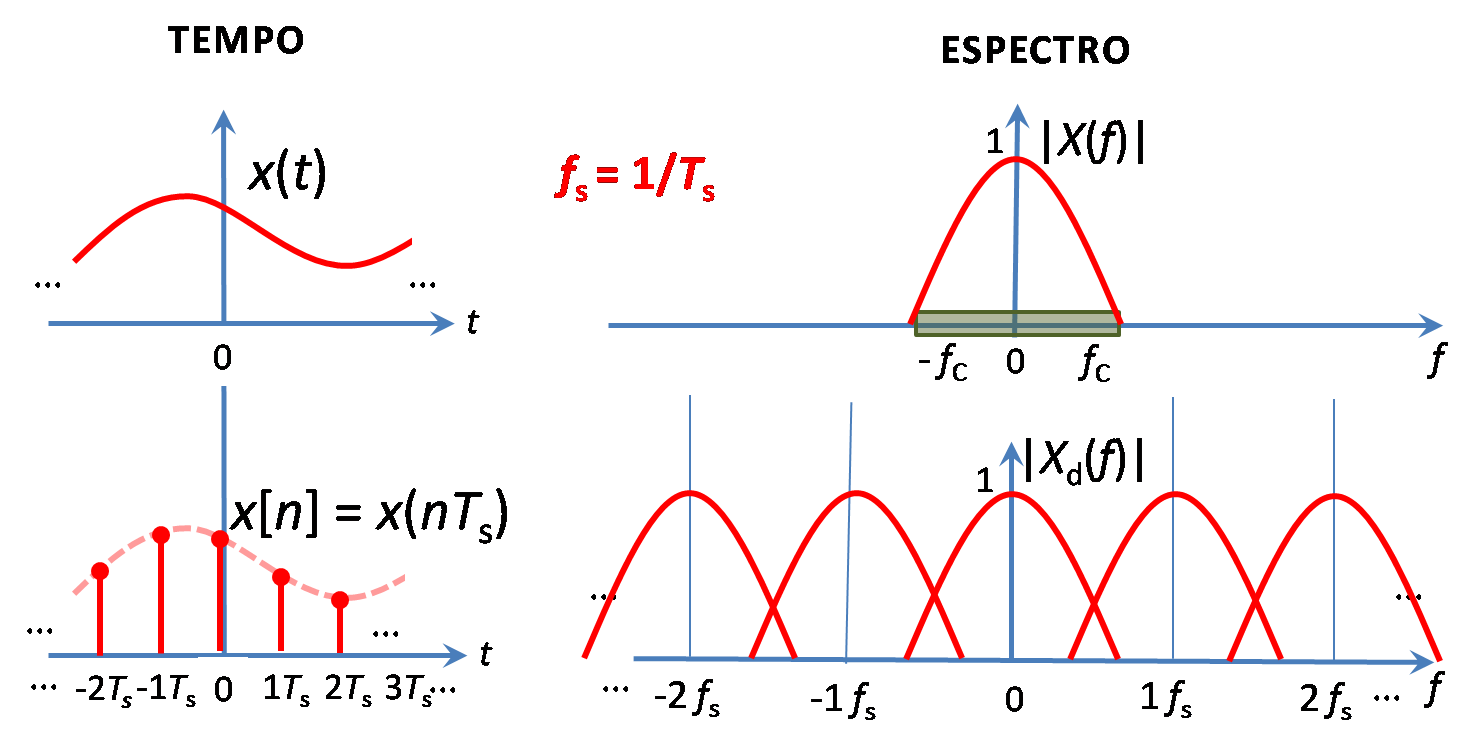 TEMPO
ESPECTRO
x(t)
fs = 1/Ts
1
|X(f)|
...
...
t
0
-fC
0
fC
f
x[n] = x(nTs)
1
|Xd(f)|
...
...
t
...
...
... -2Ts -1Ts 0 1Ts 2Ts 3Ts ...
... -2fs -1fs 0 1fs 2fs ... f